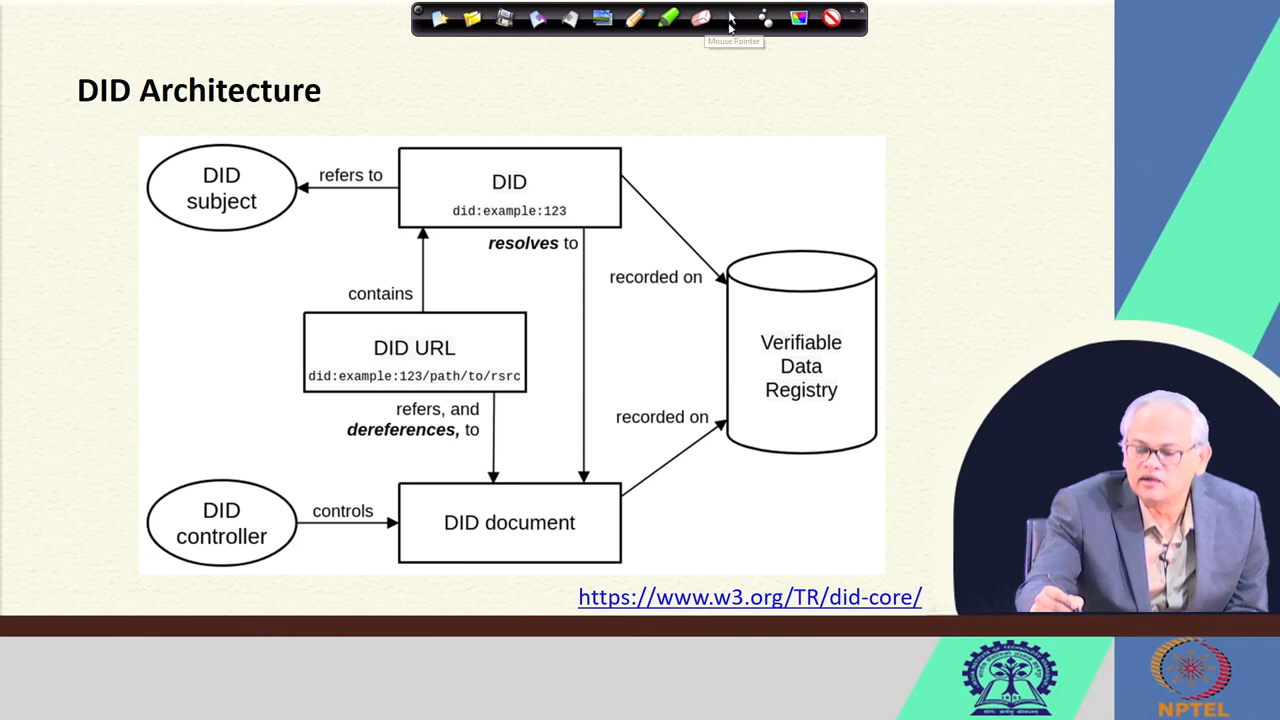 Mouse Pointer
DID Architecture
DID
subject
refers to
DID
did:example:123
resolves to
recorded on
contains
DID URL
did:example:123/path/to/rsrc
Verifiable
Data
Registry
refers, and
dereferences, to
recorded on
DID
controller
controls
DID document
https://www.w3.org/TR/did-core/
NPTEL